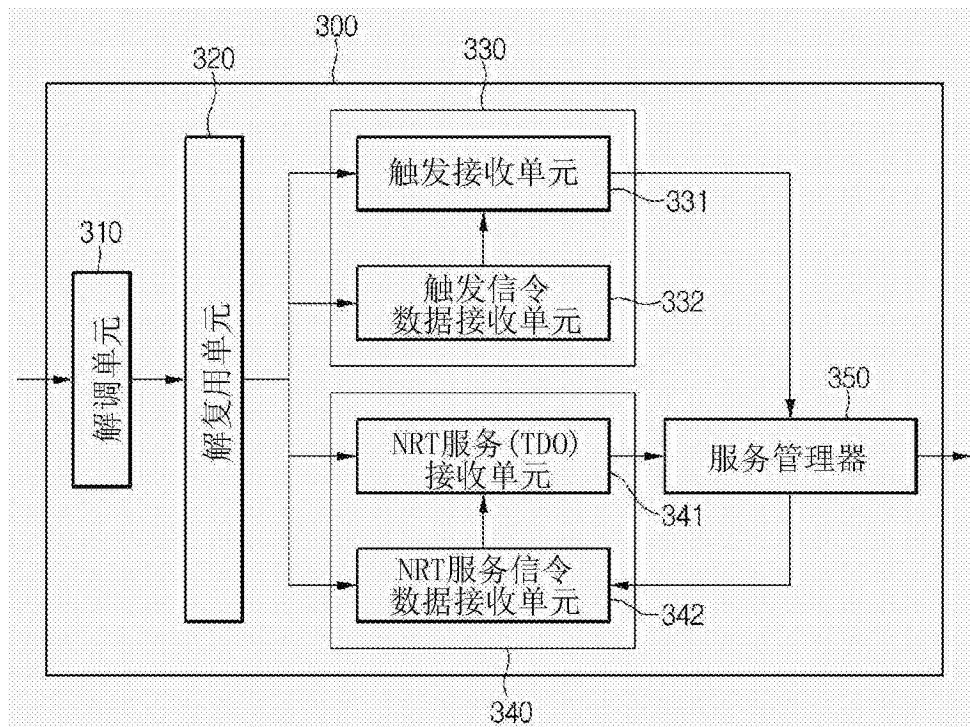 300
320
330
触发接收单元
331
310
触发信令
数据接收单元
332
解调单元
解复用单元
350
NRT服务(TDO)
接收单元
341
服务管理器
NRT服务信令
数据接收单元
342
340